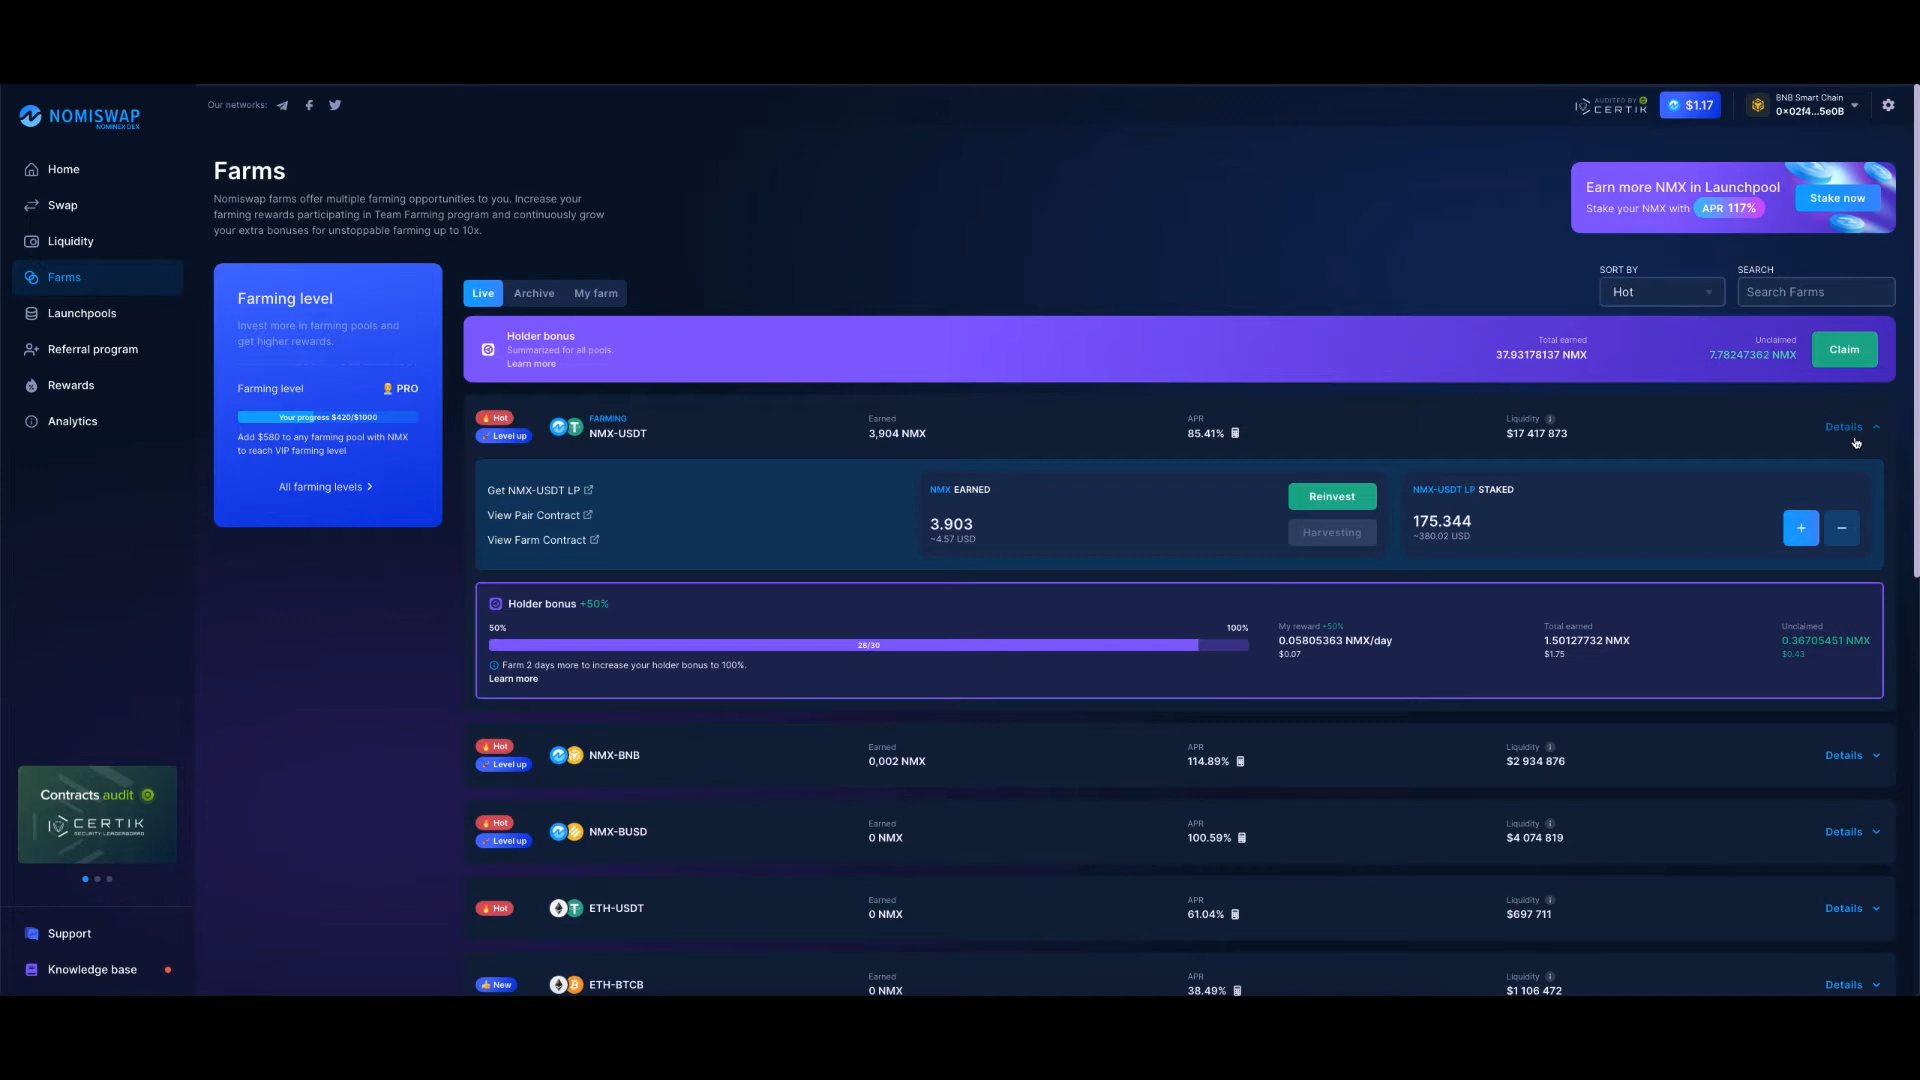 NOMISWAP
NOMINEX DEX
Our networks:
AUDITED BY
CERTIK
$1.17
BNB Smart Chain
0×02f4...5e0B
Home
Swap
Liquidity
Farms
Launchpools
Referral program
Rewards
Analytics
Contracts audit
CERTIK
SECURITY LEADERBOARD
Support
Knowledge base
Farms
Nomiswap farms offer multiple farming opportunities to you. Increase your
farming rewards participating in Team Farming program and continuously grow
your extra bonuses for unstoppable farming up to 10x.
Earn more NMX in Launchpool
Stake your NMX with APR 117%
Stake now
Farming level
Invest more in farming pools and
get higher rewards.
Farming level PRO
Your progress $420/$1000
Add $580 to any farming pool with NMX
to reach VIP farming level
All farming levels
Live Archive My farm
SORT BY
Hot
SEARCH
Search Farms
Holder bonus
Summarized for all pools.
Learn more
Total earned
37.93178137 NMX
Unclaimed
7.78247362 NMX
Claim
Hot
Level up
FARMING
NMX-USDT
Earned
3,904 NMX
APR
85.41%
Liquidity
$17 417 873
Details
Get NMX-USDT LP
View Pair Contract
View Farm Contract
NMX EARNED
3.903
~4.57 USD
Reinvest
Harvesting
NMX-USDT LP STAKED
175.344
~380.02 USD
+ −
Holder bonus +50%
50% 100%
28/30
Farm 2 days more to increase your holder bonus to 100%.
Learn more
My reward +50%
0.05805363 NMX/day
$0.07
Total earned
1.50127732 NMX
$1.75
Unclaimed
0.36705451 NMX
$0.43
Hot
Level up
NMX-BNB
Earned
0,002 NMX
APR
114.89%
Liquidity
$2 934 876
Details
Hot
Level up
NMX-BUSD
Earned
0 NMX
APR
100.59%
Liquidity
$4 074 819
Details
Hot
ETH-USDT
Earned
0 NMX
APR
61.04%
Liquidity
$697 711
Details
New
ETH-BTCB
Earned
0 NMX
APR
38.49%
Liquidity
$1 106 472
Details